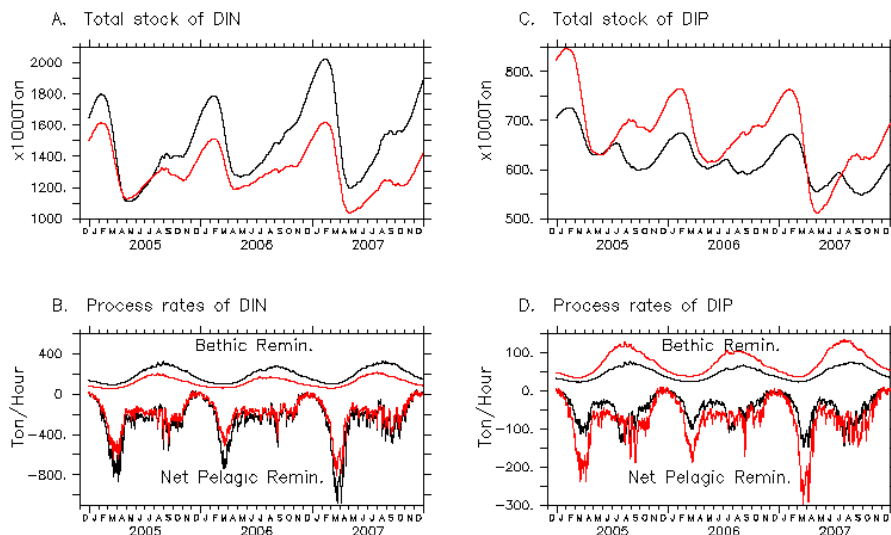 A. Total stock of DIN
x1000Ton
2000
1800.
1600
1400
1200
1000
D J F M A M J J A S O N D J F M A M J J A S O N D J F M A M J J A S O N D
2005 2006 2007
C. Total stock of DIP
x1000Ton
800.
700.
600.
500.
D J F M A M J J A S O N D J F M A M J J A S O N D J F M A M J J A S O N D
2005 2006 2007
B. Process rates of DIN
Ton/Hour
400
0
-400.
-800.
Bethic Remin.
Net Pelagic Remin.
D J F M A M J J A S O N D J F M A M J J A S O N D J F M A M J J A S O N D
2005 2006 2007
D. Process rates of DIP
Ton/Hour
100.
0.
-100.
-200.
-300.
Bethic Remin.
Net Pelagic Remin.
D J F M A M J J A S O N D J F M A M J J A S O N D J F M A M J J A S O N D
2005 2006 2007